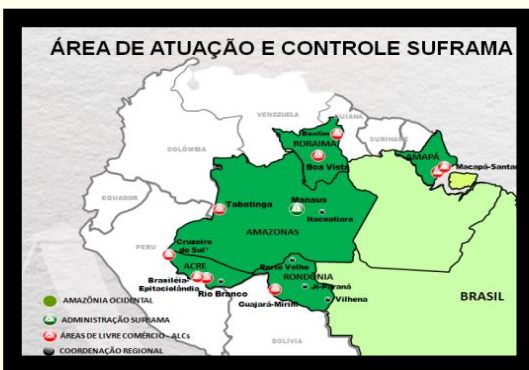 ÁREA DE ATUAÇÃO E CONTROLE SUFRAMA
VENEZUELA
GUIANA
SURINAME
COLÔMBIA
Bonfim
RORAIMA
Boa Vista
AMAPÁ
Macapá-Santan
EQUADOR
Tabatinga
Manaus
Itacoatiara
AMAZONAS
PERU
Cruzeiro
do Sul*
ACRE
Porto Velho
RONDÔNIA
Brasiléia-
Epitaciolândia
Rio Branco
Ji-Paraná
Guajará-Mirim
Vilhena
BRASIL
BOLÍVIA
AMAZÔNIA OCIDENTAL
ADMINISTRAÇÃO SUFRAMA
ÁREAS DE LIVRE COMÉRCIO - ALCs
COORDENAÇÃO REGIONAL